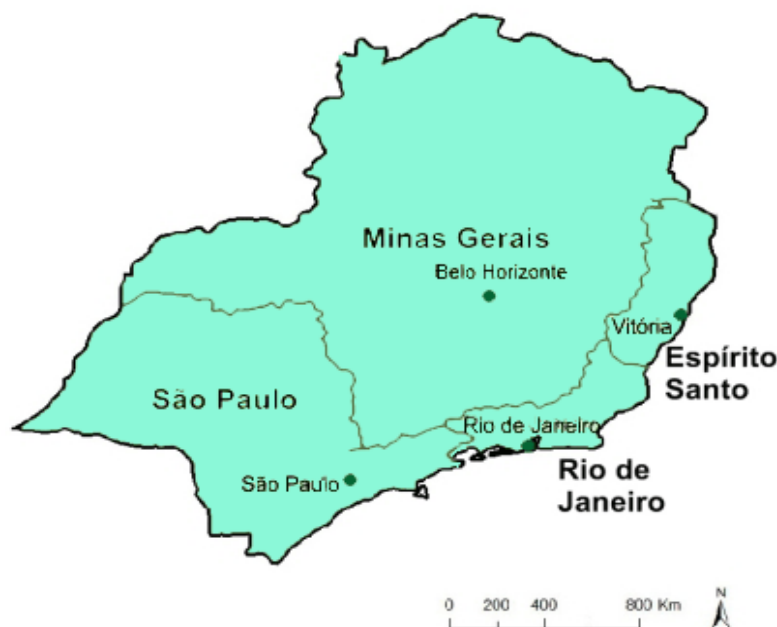 Minas Gerais
Belo Horizonte
Vitória
Espírito
Santo
São Paulo
Rio de Janeiro
São Paulo
Rio de
Janeiro
N
0 200 400 800 Km